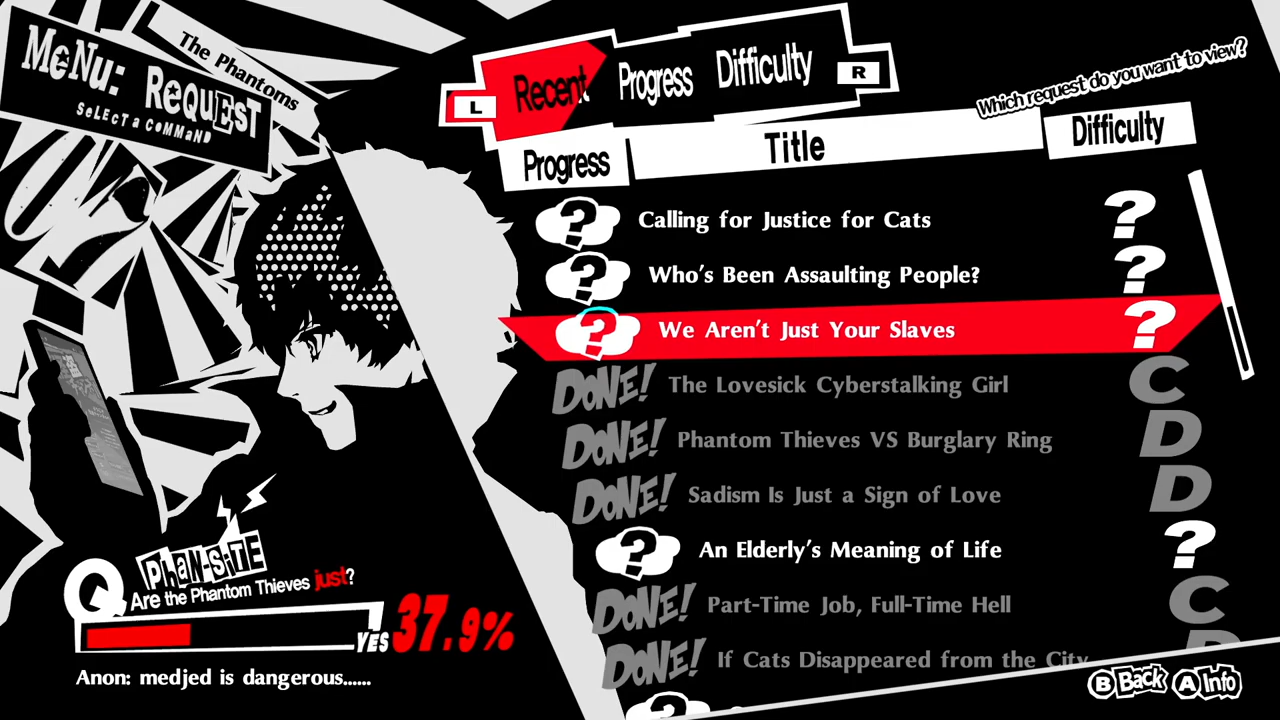 MeNu: RequEsT
SeLEcT a CoMMaND
The Phantoms
L
Recent
Progress
Difficulty
R
Which request do you want to view?
Progress
Title
Difficulty
? Calling for Justice for Cats ?
? Who's Been Assaulting People? ?
? We Aren't Just Your Slaves ?
DoNE! The Lovesick Cyberstalking Girl C
DoNE! Phantom Thieves VS Burglary Ring D
DoNE! Sadism Is Just a Sign of Love D
? An Elderly's Meaning of Life ?
DoNE! Part-Time Job, Full-Time Hell C
DoNE! If Cats Disappeared from the City
?
PhaN-SiTE
Q Are the Phantom Thieves just?
YES 37.9%
Anon: medjed is dangerous......
B Back A Info